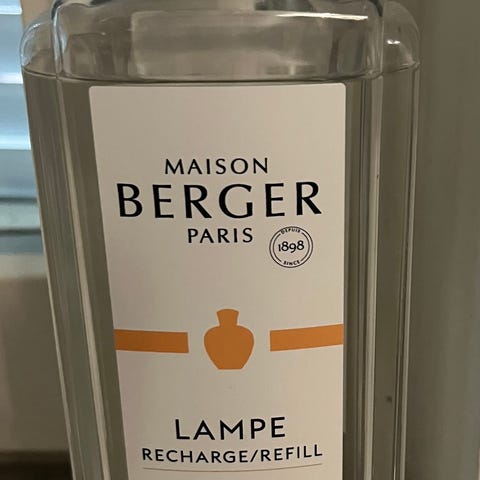 MAISON
BERGER
PARIS
DEPUIS
1898
SINCE
LAMPE
RECHARGE/REFILL